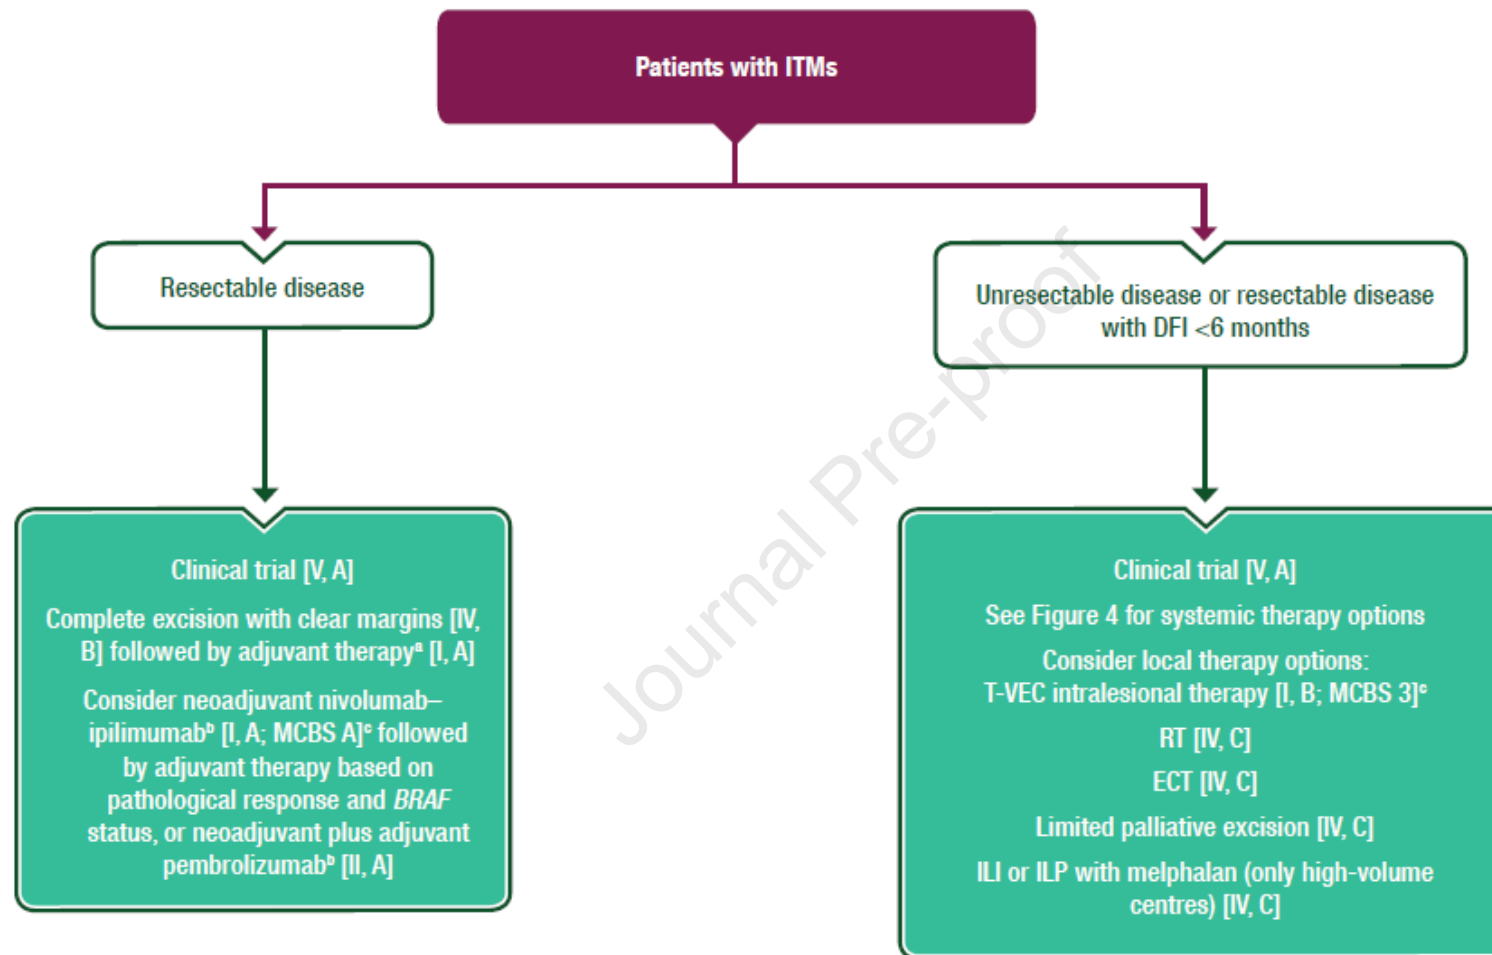 Patients with ITMs
Resectable disease
Unresectable disease or resectable disease
with DFI <6 months
Journal Pre-proof
Clinical trial [V, A]
Complete excision with clear margins [IV,
B] followed by adjuvant therapyᵃ [I, A]
Consider neoadjuvant nivolumab–
ipilimumabᵇ [I, A; MCBS A]ᶜ followed
by adjuvant therapy based on
pathological response and BRAF
status, or neoadjuvant plus adjuvant
pembrolizumabᵇ [II, A]
Clinical trial [V, A]
See Figure 4 for systemic therapy options
Consider local therapy options:
T-VEC intralesional therapy [I, B; MCBS 3]ᶜ
RT [IV, C]
ECT [IV, C]
Limited palliative excision [IV, C]
ILI or ILP with melphalan (only high-volume
centres) [IV, C]